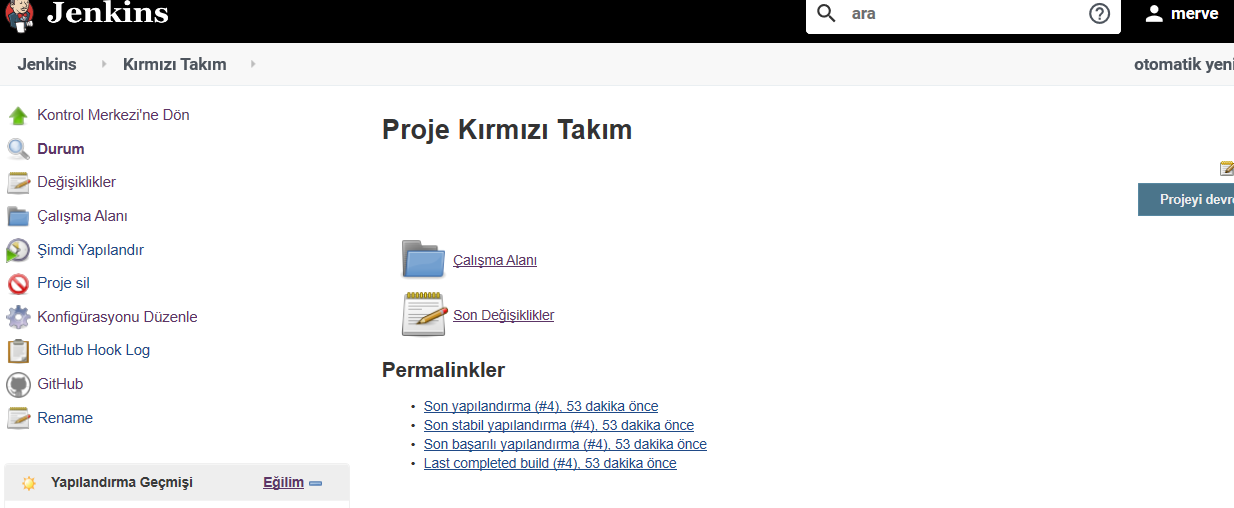 Jenkins
ara
merve
Jenkins
Kırmızı Takım
otomatik yeni
Kontrol Merkezi'ne Dön
Durum
Değişiklikler
Çalışma Alanı
Şimdi Yapılandır
Proje sil
Konfigürasyonu Düzenle
GitHub Hook Log
GitHub
Rename
Yapılandırma Geçmişi
Eğilim
Proje Kırmızı Takım
Projeyi devre
Çalışma Alanı
Son Değişiklikler
Permalinkler
Son yapılandırma (#4), 53 dakika önce
Son stabil yapılandırma (#4), 53 dakika önce
Son başarılı yapılandırma (#4), 53 dakika önce
Last completed build (#4), 53 dakika önce